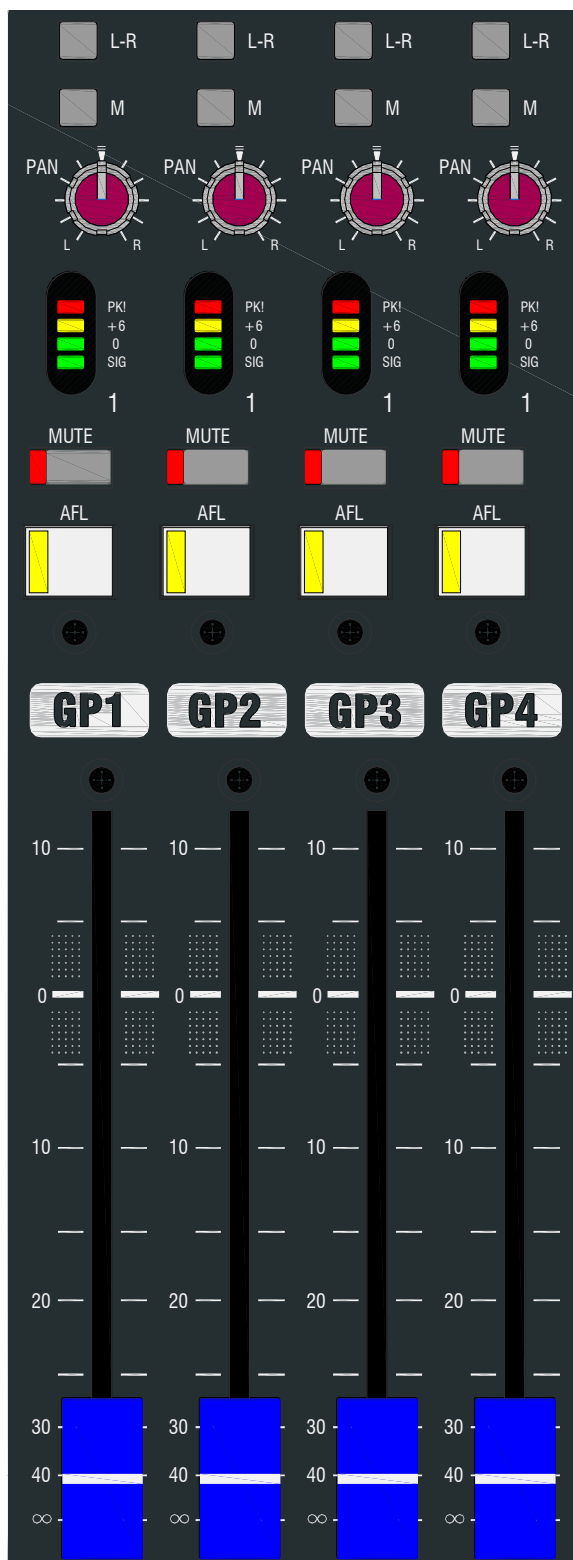 L-R L-R L-R L-R
M M M M
PAN PAN PAN PAN
L R L R L R L R
PK! PK! PK! PK!
+6 +6 +6 +6
0 0 0 0
SIG SIG SIG SIG
1 1 1 1
MUTE MUTE MUTE MUTE
AFL AFL AFL AFL
GP1 GP2 GP3 GP4
10 10 10 10
0 0 0 0
10 10 10 10
20 20 20 20
30 30 30 30
40 40 40 40
∞ ∞ ∞ ∞